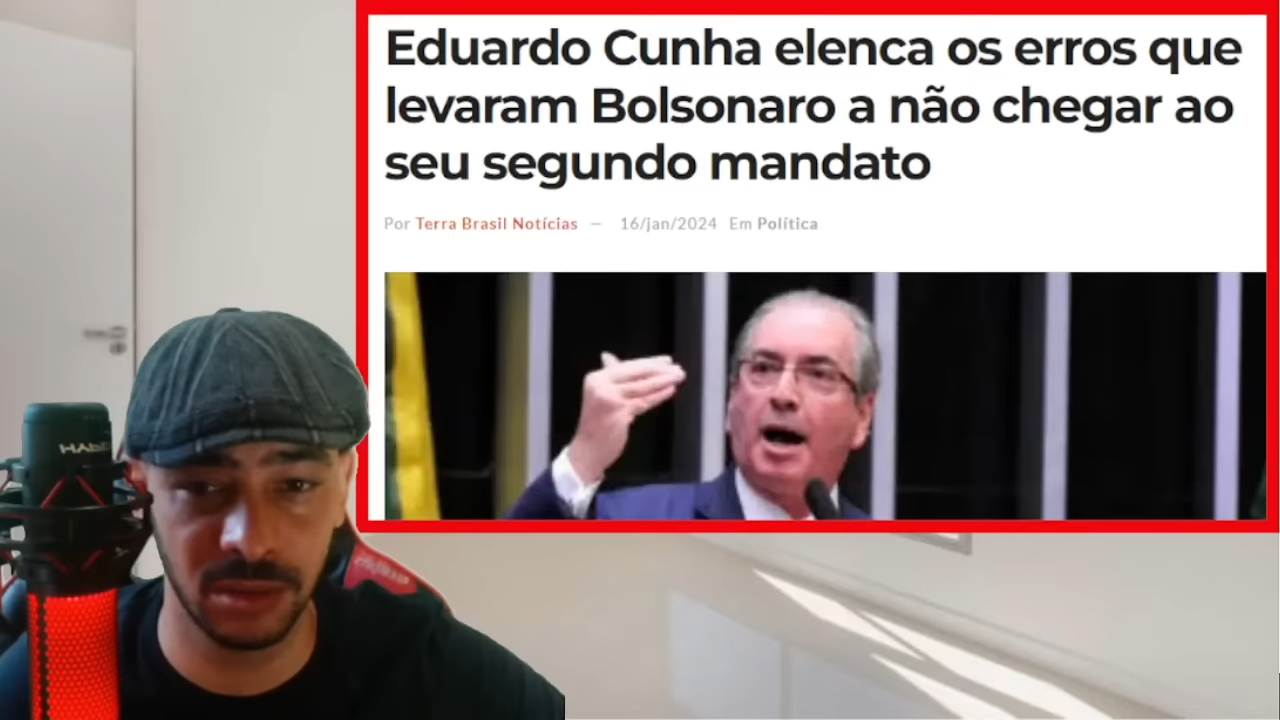 Eduardo Cunha elenca os erros que
levaram Bolsonaro a não chegar ao
seu segundo mandato
Por Terra Brasil Notícias — 16/jan/2024 Em Política